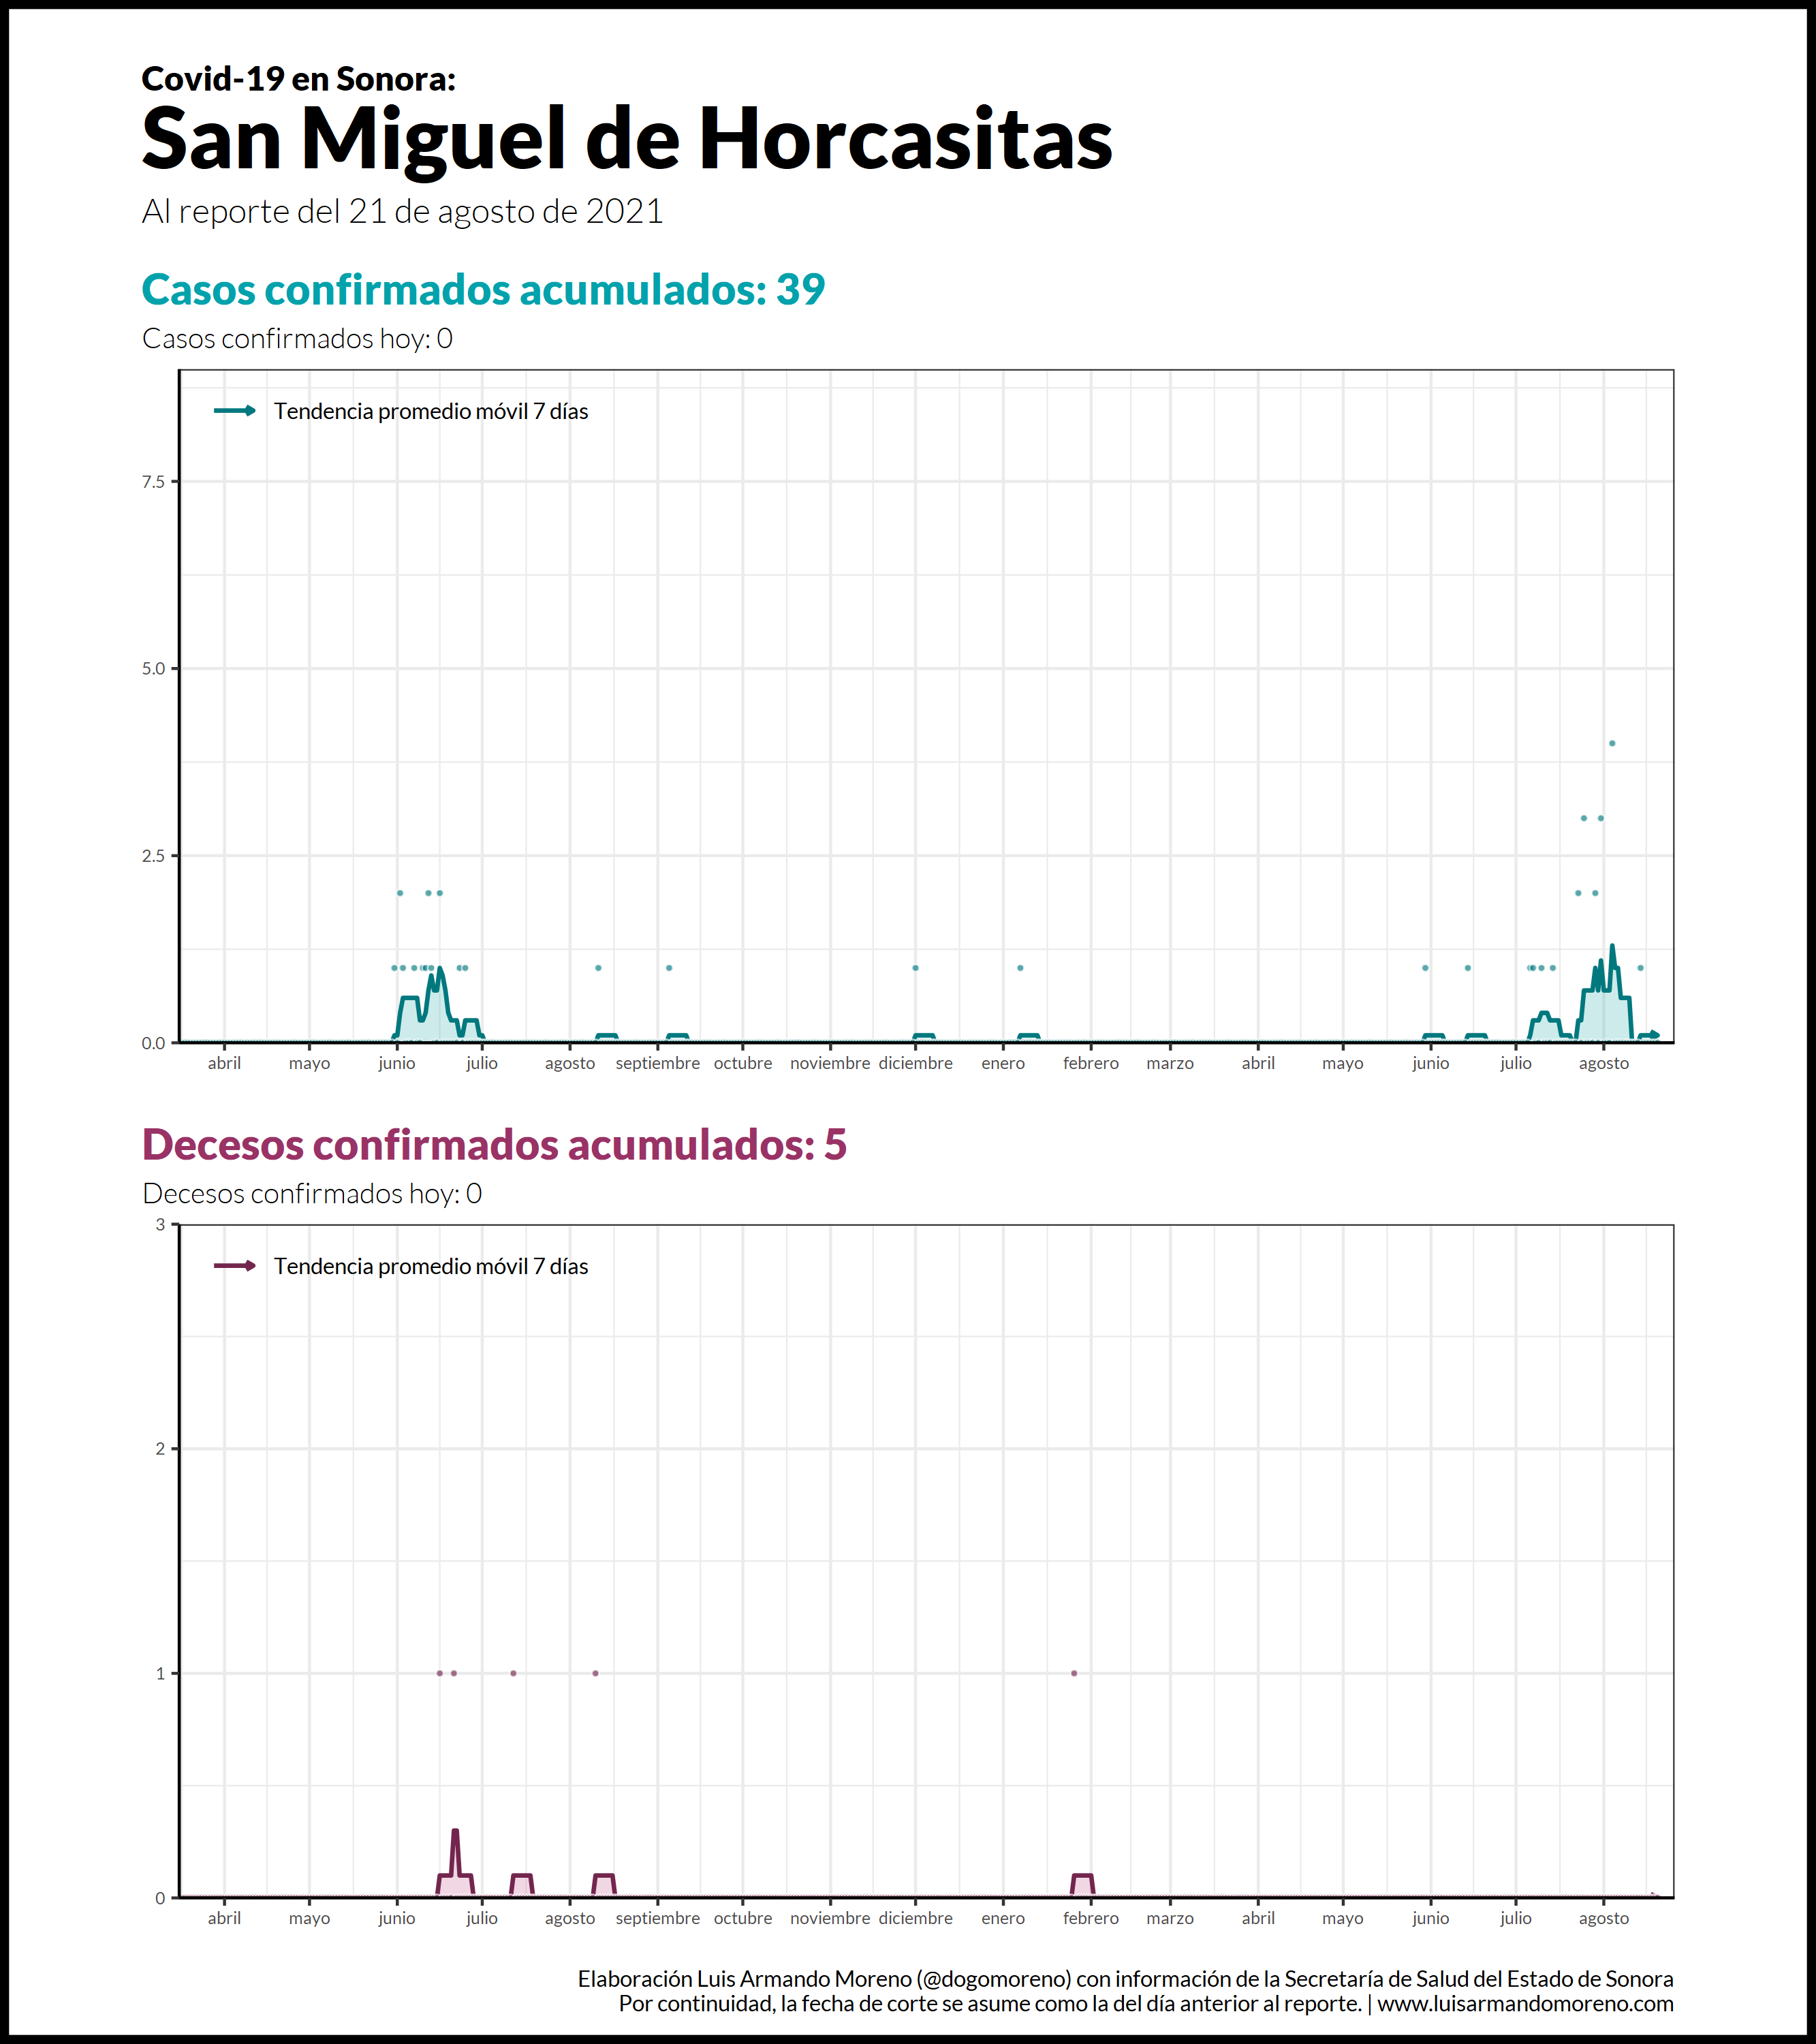 Covid-19 en Sonora:
San Miguel de Horcasitas
Al reporte del 21 de agosto de 2021
Casos confirmados acumulados: 39
Casos confirmados hoy: 0
Tendencia promedio móvil 7 días
7.5
5.0
2.5
0.0
abril mayo junio julio agosto septiembre octubre noviembre diciembre enero febrero marzo abril mayo junio julio agosto
Decesos confirmados acumulados: 5
Decesos confirmados hoy: 0
3
Tendencia promedio móvil 7 días
2
1
0
abril mayo junio julio agosto septiembre octubre noviembre diciembre enero febrero marzo abril mayo junio julio agosto
Elaboración Luis Armando Moreno (@dogomoreno) con información de la Secretaría de Salud del Estado de Sonora
Por continuidad, la fecha de corte se asume como la del día anterior al reporte. | www.luisarmandomoreno.com